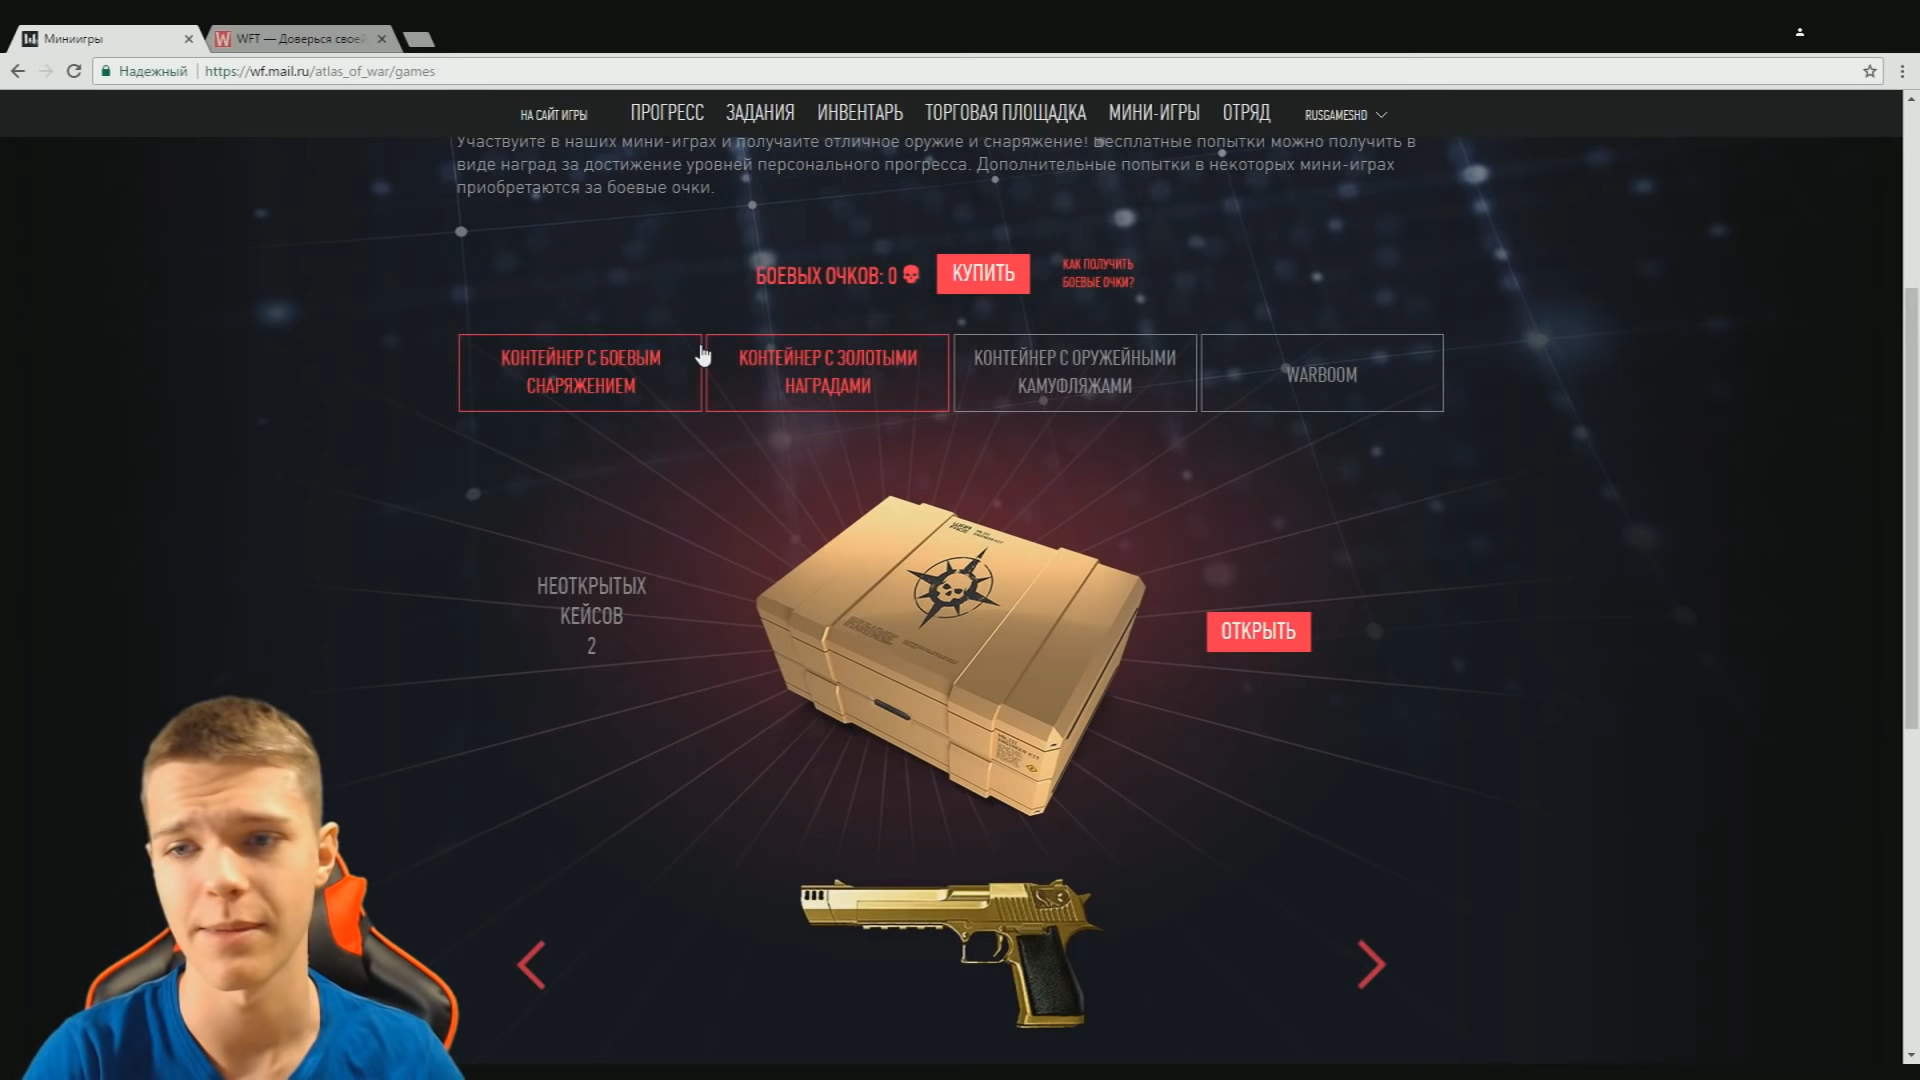 Миниигры
WFT — Доверься своей
Надежный
https://wf.mail.ru/atlas_of_war/games
НА САЙТ ИГРЫ ПРОГРЕСС ЗАДАНИЯ ИНВЕНТАРЬ ТОРГОВАЯ ПЛОЩАДКА МИНИ-ИГРЫ ОТРЯД RUSGAMESHD
Участвуйте в наших мини-играх и получайте отличное оружие и снаряжение! Бесплатные попытки можно получить в
виде наград за достижение уровней персонального прогресса. Дополнительные попытки в некоторых мини-играх
приобретаются за боевые очки.
БОЕВЫХ ОЧКОВ: 0
КУПИТЬ
КАК ПОЛУЧИТЬ
БОЕВЫЕ ОЧКИ?
КОНТЕЙНЕР С БОЕВЫМ
СНАРЯЖЕНИЕМ
КОНТЕЙНЕР С ЗОЛОТЫМИ
НАГРАДАМИ
КОНТЕЙНЕР С ОРУЖЕЙНЫМИ
КАМУФЛЯЖАМИ
WARBOOM
НЕОТКРЫТЫХ
КЕЙСОВ
2
ОТКРЫТЬ